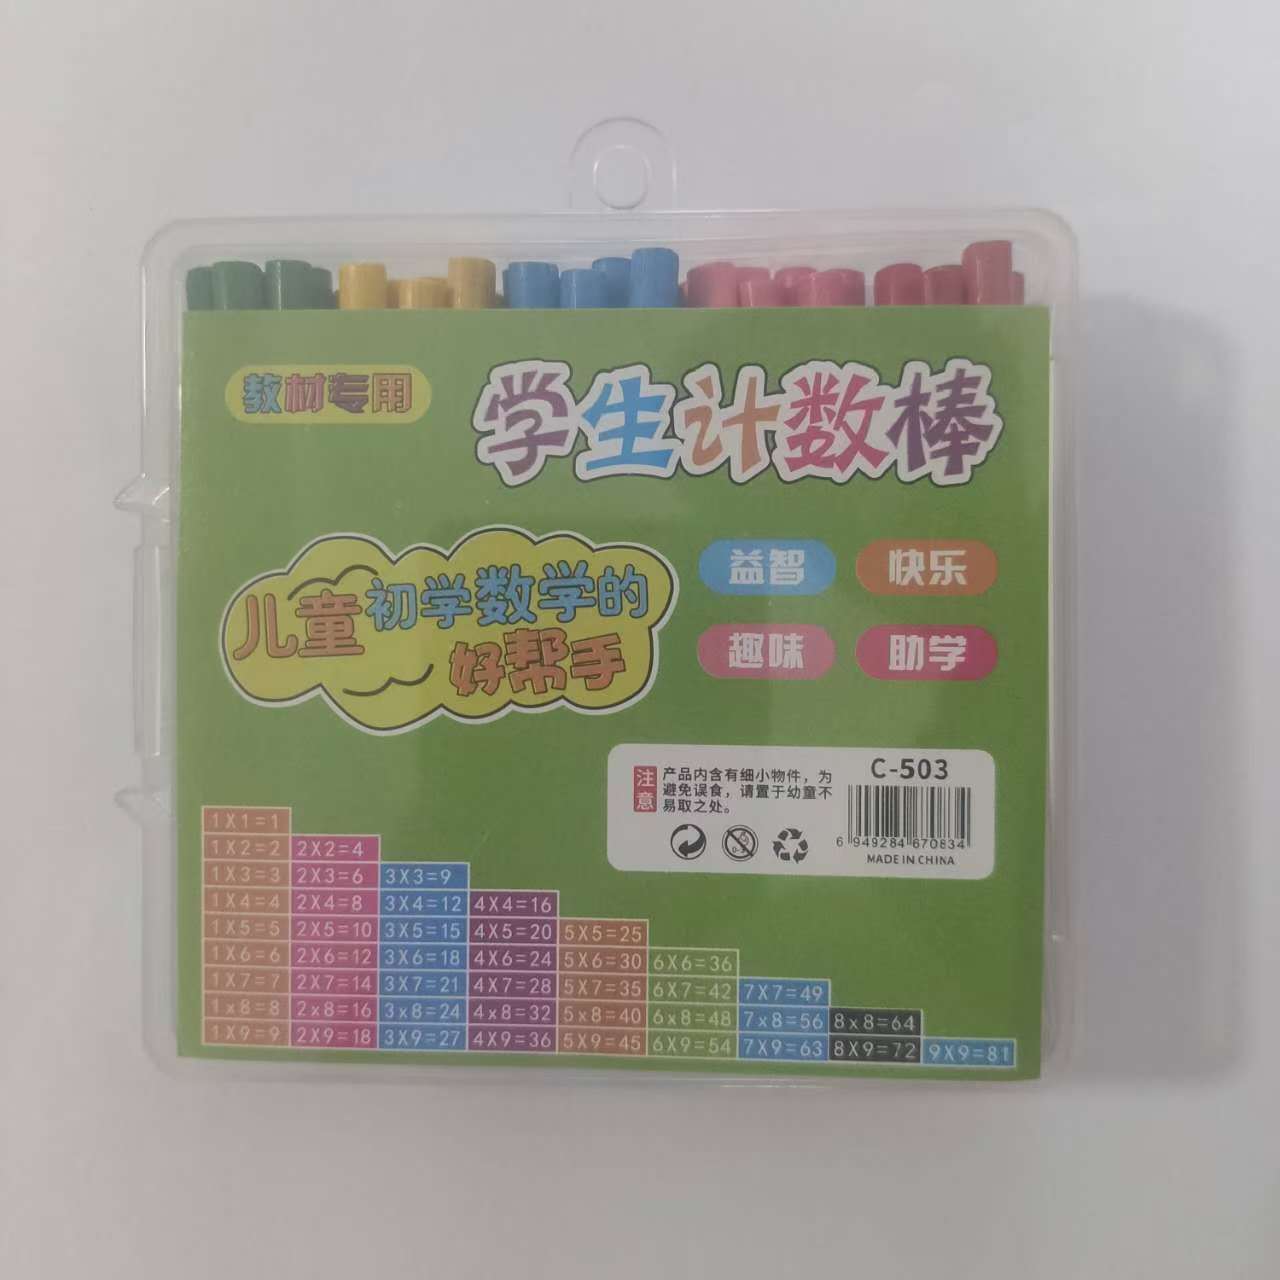 教材专用
学生计数棒
儿童初学数学的
好帮手
益智 快乐
趣味 助学
注意
产品内含有细小物件，为
避免误食，请置于幼童不
易取之处。
0-3
C-503
6 949284 670834
MADE IN CHINA
1X1=1
1X2=2 2X2=4
1X3=3 2X3=6 3X3=9
1X4=4 2X4=8 3X4=12 4X4=16
1X5=5 2X5=10 3X5=15 4X5=20 5X5=25
1X6=6 2X6=12 3X6=18 4X6=24 5X6=30 6X6=36
1X7=7 2X7=14 3X7=21 4X7=28 5X7=35 6X7=42 7X7=49
1x8=8 2x8=16 3x8=24 4x8=32 5x8=40 6x8=48 7x8=56 8x8=64
1X9=9 2X9=18 3X9=27 4X9=36 5X9=45 6X9=54 7X9=63 8X9=72 9X9=81